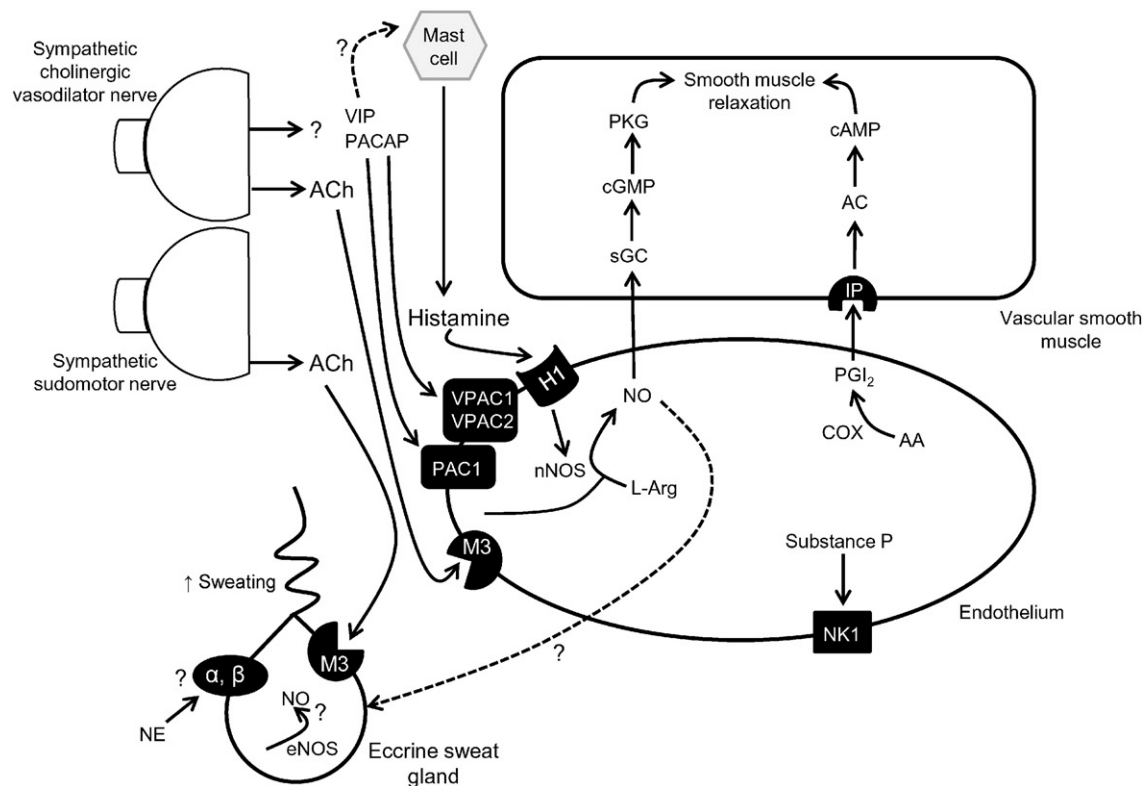 Sympathetic
cholinergic
vasodilator nerve
?
ACh
Sympathetic
sudomotor nerve
ACh
?
VIP
PACAP
Mast
cell
Histamine
VPAC1
VPAC2
PAC1
H1
M3
nNOS
L-Arg
NO
Smooth muscle
relaxation
PKG
cGMP
sGC
cAMP
AC
IP
Vascular smooth
muscle
PGI₂
COX
AA
Substance P
NK1
Endothelium
?
↑ Sweating
M3
α, β
?
NE
NO
?
eNOS
Eccrine sweat
gland